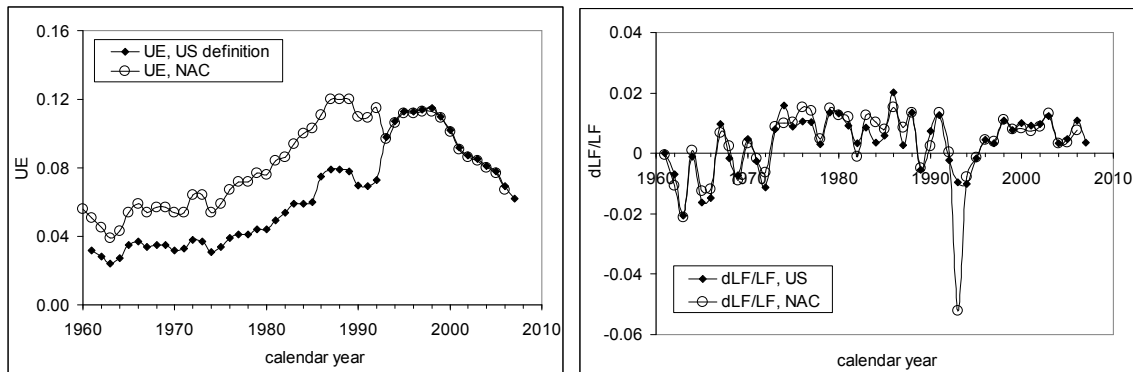 0.16
0.12
0.08
0.04
0.00
UE
UE, US definition
UE, NAC
1960 1970 1980 1990 2000 2010
calendar year
0.04
0.02
0
-0.02
-0.04
-0.06
dLF/LF
1960 1970 1980 1990 2000 2010
dLF/LF, US
dLF/LF, NAC
calendar year